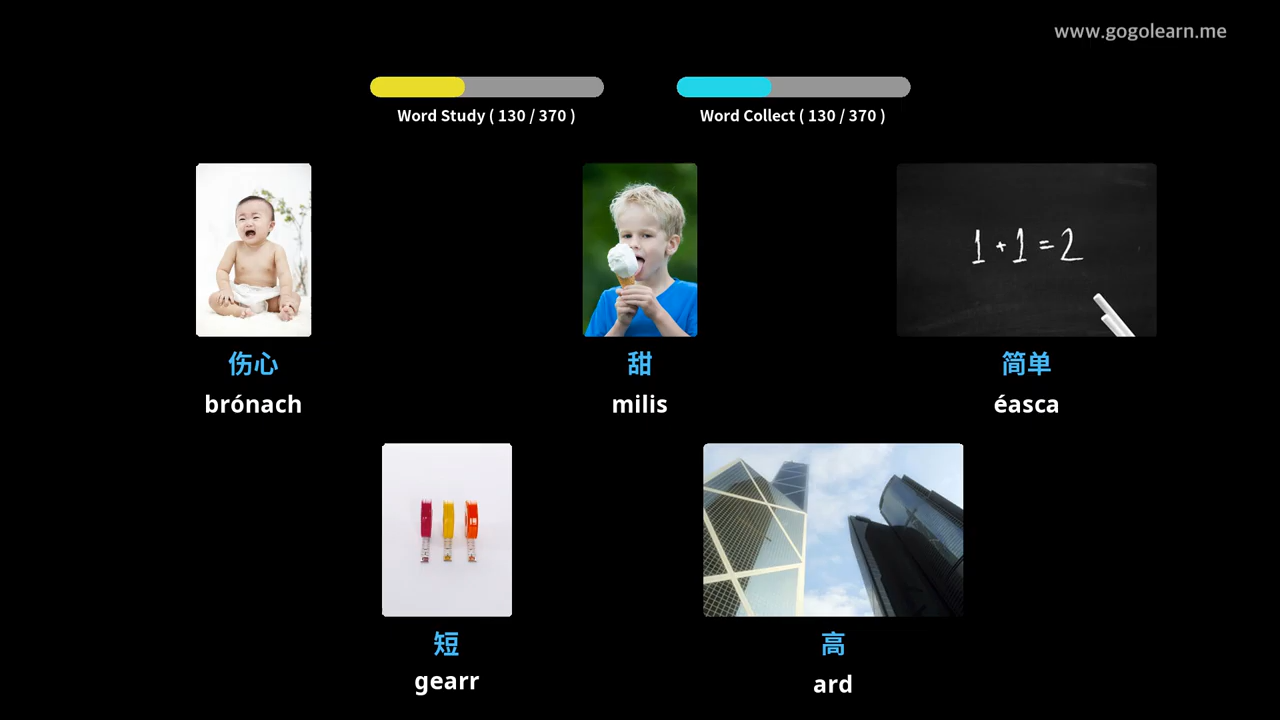 www.gogolearn.me
Word Study ( 130 / 370 )
Word Collect ( 130 / 370 )
1 + 1 = 2
伤心
brónach
甜
milis
简单
éasca
短
gearr
高
ard